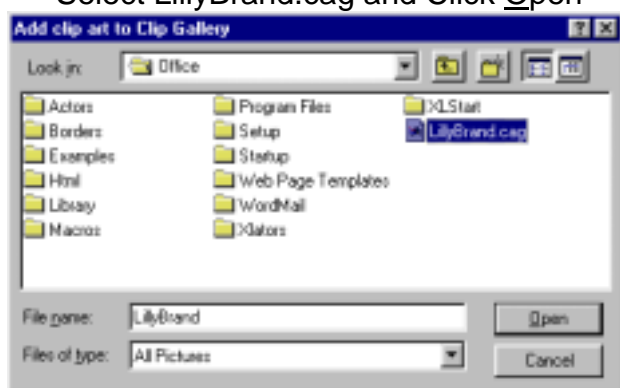 Select LillyBrand.cag and Click Open
Add clip art to Clip Gallery
Look in: Office
Actors Program Files XLStart
Borders Setup LillyBrand.cag
Examples Startup
Html Web Page Templates
Library WordMail
Macros Xlators
File name: LillyBrand Open
Files of type: All Pictures Cancel